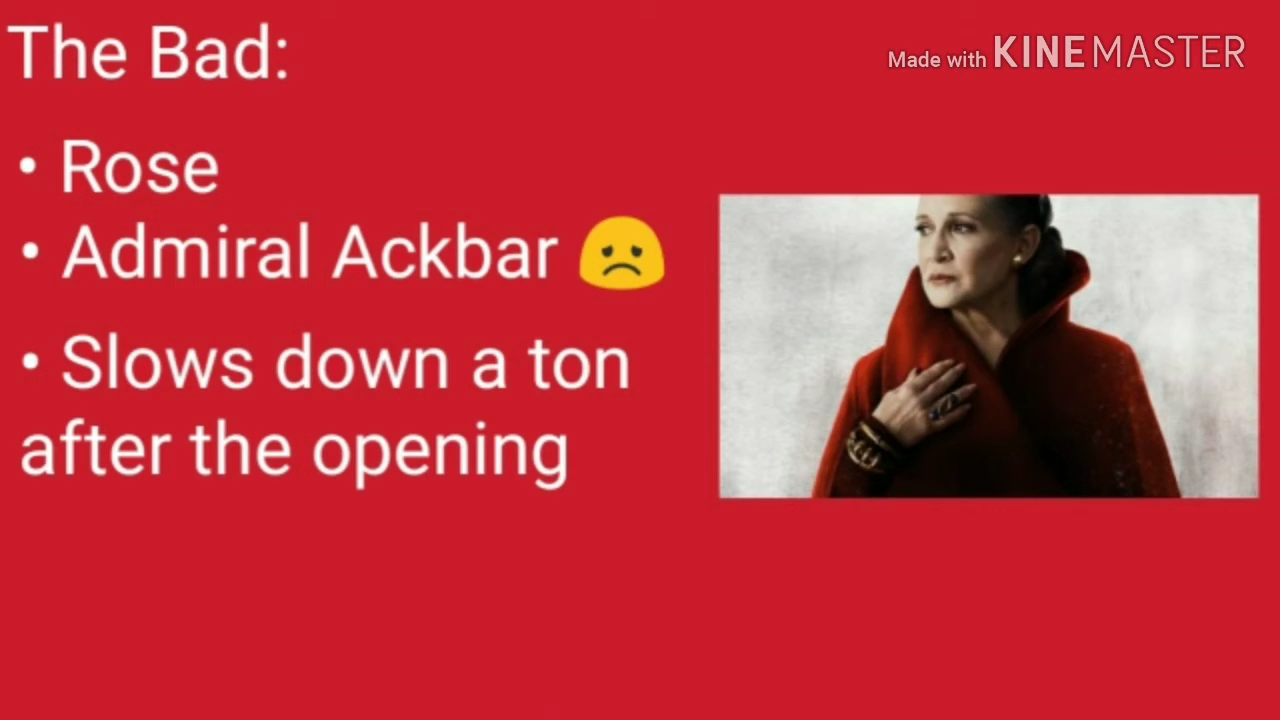 The Bad:
Made with KINEMASTER
• Rose
• Admiral Ackbar ☹️
• Slows down a ton
after the opening